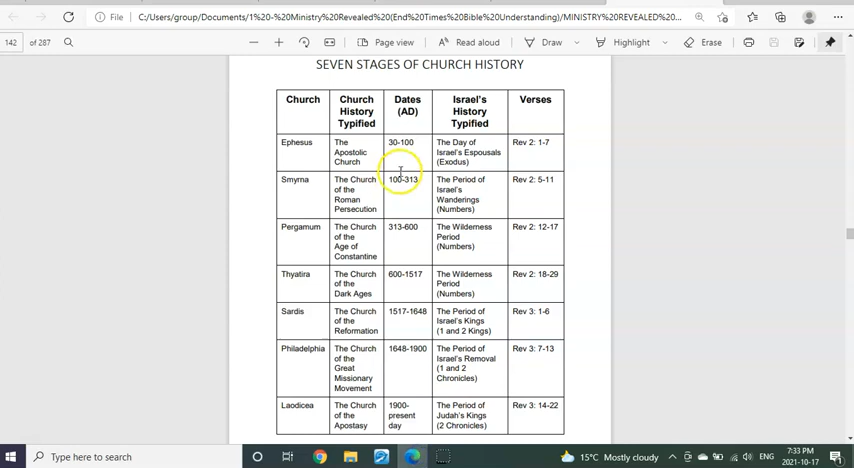 File
C:/Users/group/Documents/1%20-%20Ministry%20Revealed%20(End%20Times%20Bible%20Understanding)/MINISTRY%20REVEALED%20...
142
of 287
Page view
Read aloud
Draw
Highlight
Erase
SEVEN STAGES OF CHURCH HISTORY
Church
Church
History
Typified
Dates
(AD)
Israel's
History
Typified
Verses
Ephesus
The
Apostolic
Church
30-100
The Day of
Israel's Espousals
(Exodus)
Rev 2: 1-7
Smyrna
The Church
of the
Roman
Persecution
100-313
The Period of
Israel's
Wanderings
(Numbers)
Rev 2: 5-11
Pergamum
The Church
of the
Age of
Constantine
313-600
The Wilderness
Period
(Numbers)
Rev 2: 12-17
Thyatira
The Church
of the
Dark Ages
600-1517
The Wilderness
Period
(Numbers)
Rev 2: 18-29
Sardis
The Church
of the
Reformation
1517-1648
The Period of
Israel's Kings
(1 and 2 Kings)
Rev 3: 1-6
Philadelphia
The Church
of the
Great
Missionary
Movement
1648-1900
The Period of
Israel's Removal
(1 and 2
Chronicles)
Rev 3: 7-13
Laodicea
The Church
of the
Apostasy
1900-
present
day
The Period of
Judah's Kings
(2 Chronicles)
Rev 3: 14-22
Type here to search
15°C Mostly cloudy
ENG
7:33 PM
2021-10-17